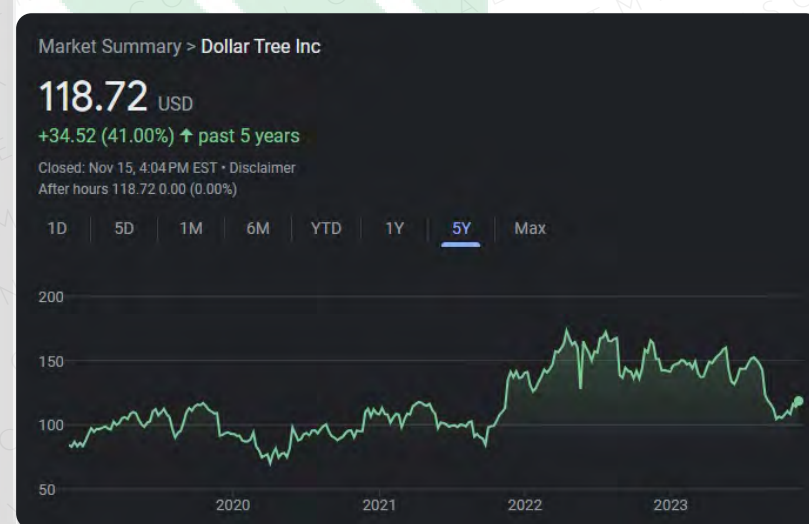 Market Summary > Dollar Tree Inc
118.72 USD
+34.52 (41.00%) ↑ past 5 years
Closed: Nov 15, 4:04 PM EST • Disclaimer
After hours 118.72 0.00 (0.00%)
1D 5D 1M 6M YTD 1Y 5Y Max
200
150
100
50
2020 2021 2022 2023